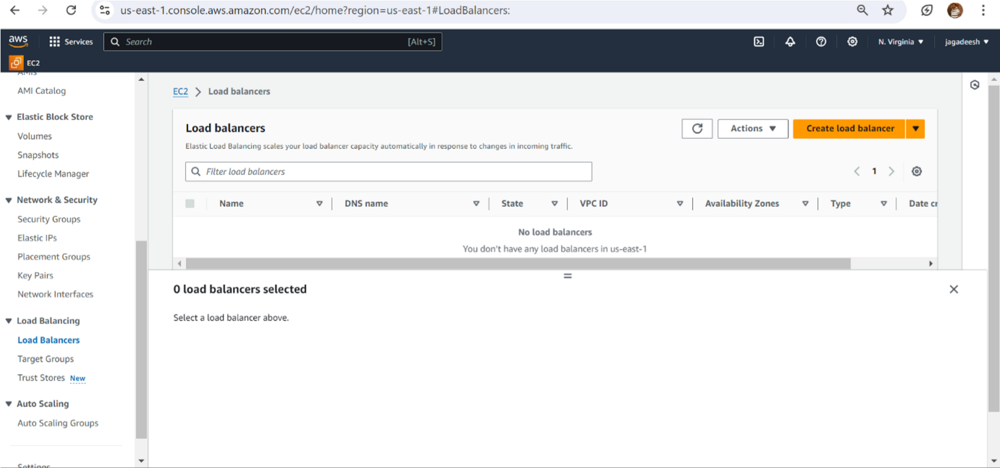 us-east-1.console.aws.amazon.com/ec2/home?region=us-east-1#LoadBalancers:
aws Services Search [Alt+S] N. Virginia jagadeesh
EC2
AMIs
AMI Catalog
Elastic Block Store
Volumes
Snapshots
Lifecycle Manager
Network & Security
Security Groups
Elastic IPs
Placement Groups
Key Pairs
Network Interfaces
Load Balancing
Load Balancers
Target Groups
Trust Stores New
Auto Scaling
Auto Scaling Groups
Settings
EC2 > Load balancers
Load balancers
Actions
Create load balancer
Elastic Load Balancing scales your load balancer capacity automatically in response to changes in incoming traffic.
Filter load balancers
1
Name DNS name State VPC ID Availability Zones Type Date cr
No load balancers
You don't have any load balancers in us-east-1
0 load balancers selected
Select a load balancer above.